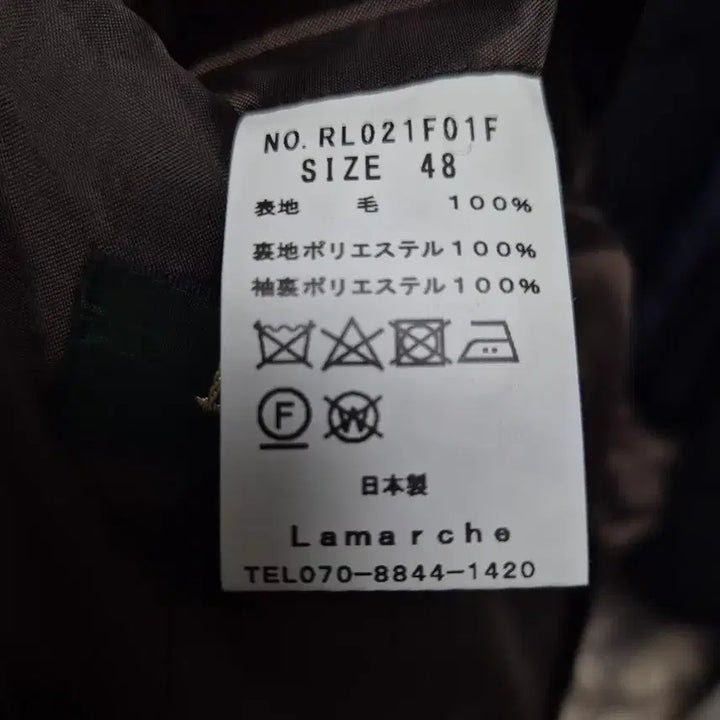 NO. RL021F01F
SIZE 48
表地 毛 100%
裏地ポリエステル100%
袖裏ポリエステル100%
F W
日本製
Lamarche
TEL070-8844-1420